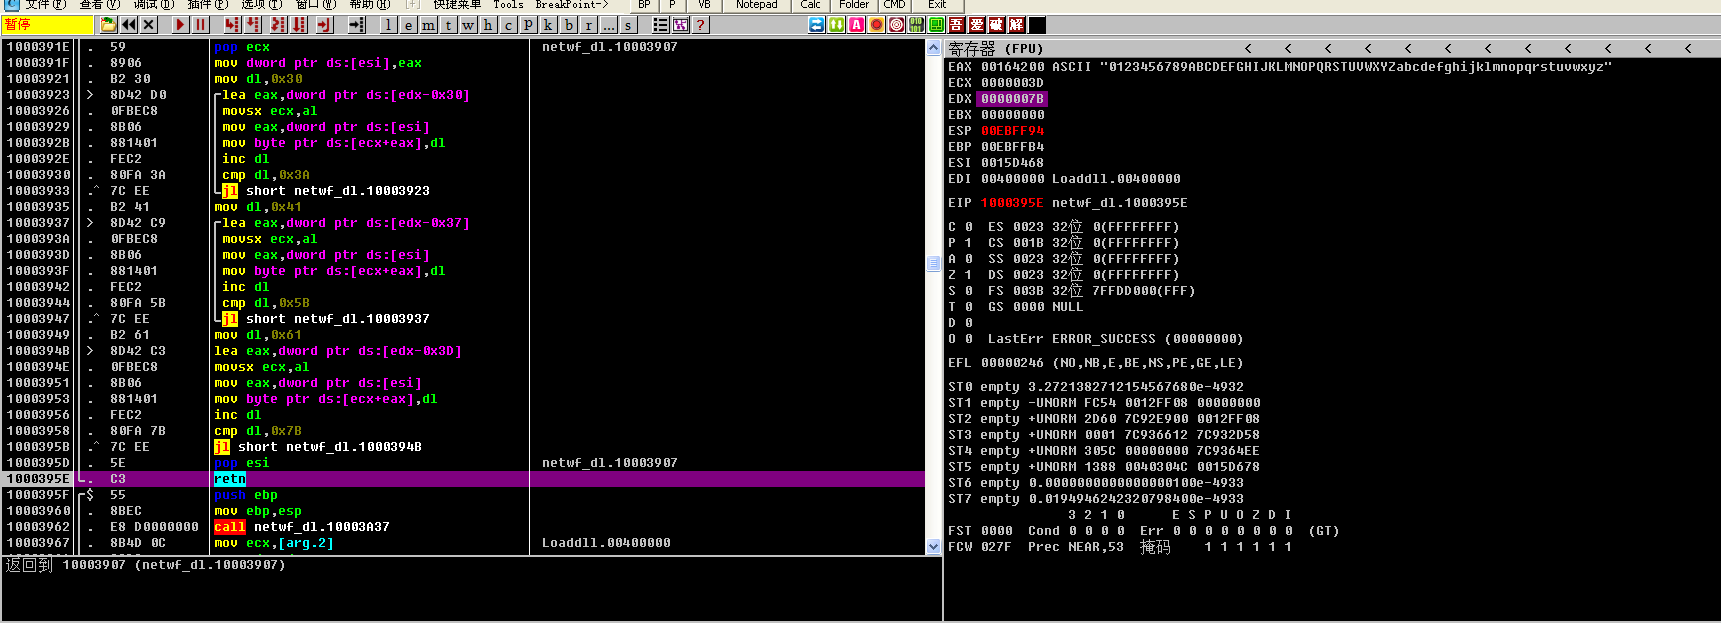 文件(F) 查看(V) 调试(D) 插件(P) 选项(T) 窗口(W) 帮助(H) [+] 快捷菜单 Tools BreakPoint-> BP P VB Notepad Calc Folder CMD Exit
暂停 l e m t w h c p k b r ... s ? 吾 爱 破 解
1000391E . 59 pop ecx netwf_dl.10003907
1000391F . 8906 mov dword ptr ds:[esi],eax
10003921 . B2 30 mov dl,0x30
10003923 > 8D42 D0 lea eax,dword ptr ds:[edx-0x30]
10003926 . 0FBEC8 movsx ecx,al
10003929 . 8B06 mov eax,dword ptr ds:[esi]
1000392B . 881401 mov byte ptr ds:[ecx+eax],dl
1000392E . FEC2 inc dl
10003930 . 80FA 3A cmp dl,0x3A
10003933 .^ 7C EE jl short netwf_dl.10003923
10003935 . B2 41 mov dl,0x41
10003937 > 8D42 C9 lea eax,dword ptr ds:[edx-0x37]
1000393A . 0FBEC8 movsx ecx,al
1000393D . 8B06 mov eax,dword ptr ds:[esi]
1000393F . 881401 mov byte ptr ds:[ecx+eax],dl
10003942 . FEC2 inc dl
10003944 . 80FA 5B cmp dl,0x5B
10003947 .^ 7C EE jl short netwf_dl.10003937
10003949 . B2 61 mov dl,0x61
1000394B > 8D42 C3 lea eax,dword ptr ds:[edx-0x3D]
1000394E . 0FBEC8 movsx ecx,al
10003951 . 8B06 mov eax,dword ptr ds:[esi]
10003953 . 881401 mov byte ptr ds:[ecx+eax],dl
10003956 . FEC2 inc dl
10003958 . 80FA 7B cmp dl,0x7B
1000395B .^ 7C EE jl short netwf_dl.1000394B
1000395D . 5E pop esi netwf_dl.10003907
1000395E . C3 retn
1000395F $ 55 push ebp
10003960 . 8BEC mov ebp,esp
10003962 . E8 D0000000 call netwf_dl.10003A37
10003967 . 8B4D 0C mov ecx,[arg.2] Loaddll.00400000
返回到 10003907 (netwf_dl.10003907)
寄存器 (FPU) < < < < < < < < < < < <
EAX 00164200 ASCII "0123456789ABCDEFGHIJKLMNOPQRSTUVWXYZabcdefghijklmnopqrstuvwxyz"
ECX 0000003D
EDX 0000007B
EBX 00000000
ESP 00EBFF94
EBP 00EBFFB4
ESI 0015D468
EDI 00400000 Loaddll.00400000
EIP 1000395E netwf_dl.1000395E
C 0 ES 0023 32位 0(FFFFFFFF)
P 1 CS 001B 32位 0(FFFFFFFF)
A 0 SS 0023 32位 0(FFFFFFFF)
Z 1 DS 0023 32位 0(FFFFFFFF)
S 0 FS 003B 32位 7FFDD000(FFF)
T 0 GS 0000 NULL
D 0
O 0 LastErr ERROR_SUCCESS (00000000)
EFL 00000246 (NO,NB,E,BE,NS,PE,GE,LE)
ST0 empty 3.2721382712154567680e-4932
ST1 empty -UNORM FC54 0012FF08 00000000
ST2 empty +UNORM 2D60 7C92E900 0012FF08
ST3 empty +UNORM 0001 7C936612 7C932D58
ST4 empty +UNORM 305C 00000000 7C9364EE
ST5 empty +UNORM 1388 0040304C 0015D678
ST6 empty 0.0000000000000000100e-4933
ST7 empty 0.0194946242320798400e-4933
3 2 1 0 E S P U O Z D I
FST 0000 Cond 0 0 0 0 Err 0 0 0 0 0 0 0 0 (GT)
FCW 027F Prec NEAR,53 掩码 1 1 1 1 1 1